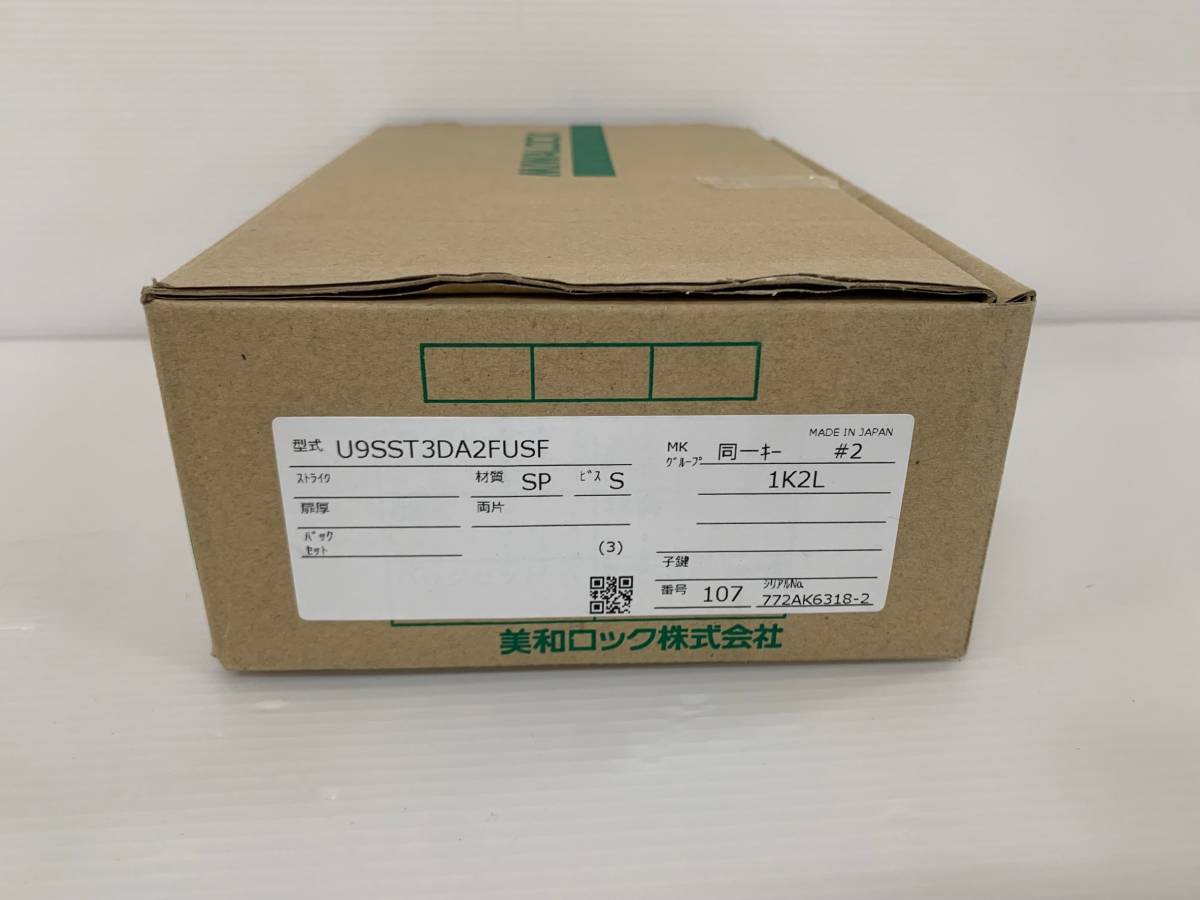 MIWA LOCK
型式 U9SST3DA2FUSF
ストライク 材質 SP ビス S
扉厚 両片
バック
セット (3)
MADE IN JAPAN
MK
グループ 同一キー #2
1K2L
子鍵
番号 107 シリアルNo. 772AK6318-2
美和ロック株式会社